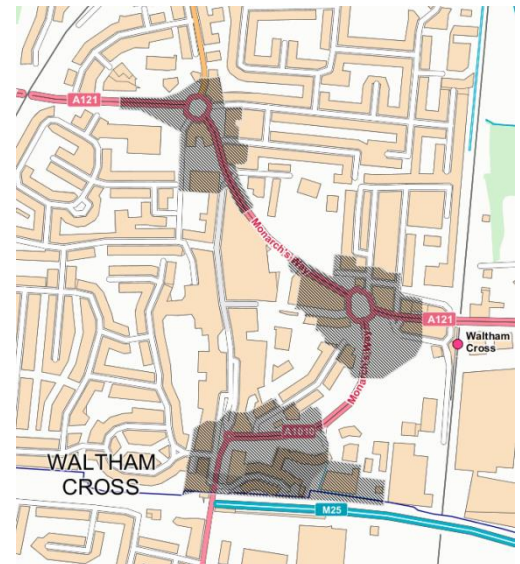 A121
Monarch's Way
A121
Waltham
Cross
Monarch's Way
A1010
WALTHAM
CROSS
M25